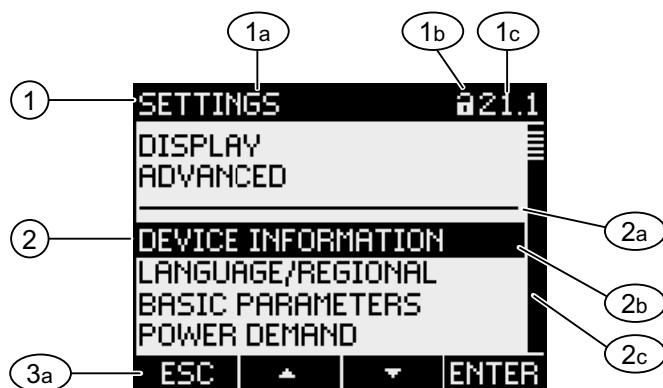 1a 1b 1c
1 SETTINGS 21.1
DISPLAY
ADVANCED
2a
2 DEVICE INFORMATION
LANGUAGE/REGIONAL 2b
BASIC PARAMETERS
POWER DEMAND 2c
3a ESC ENTER